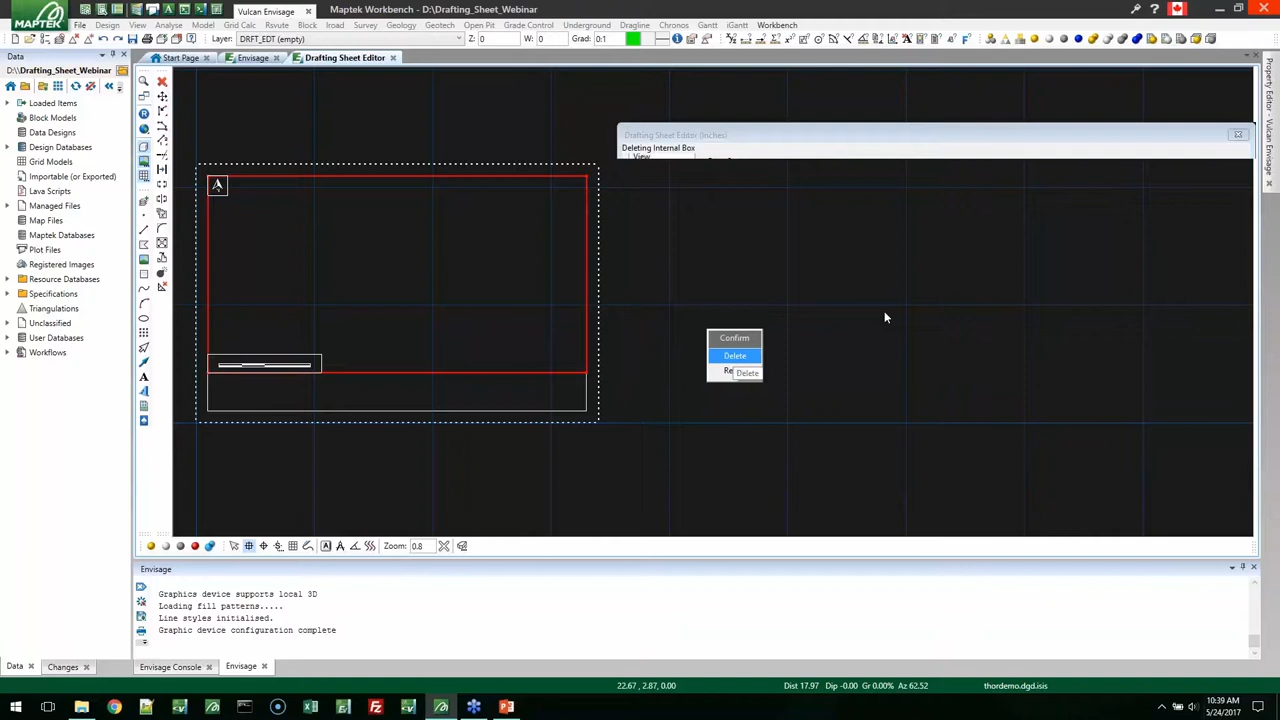 MAPTEK
Vulcan Envisage
Maptek Workbench - D:\Drafting_Sheet_Webinar
File Design View Analyse Model Grid Calc Rsvute Block Iroad Survey Geology Geotech Open Pit Grade Control Underground Dragline Chronos Gantt iGantt Workbench
Layer: DRFT_EDT (empty) Z: 0 W: 0 Grad: 0:1
Data
D:\Drafting_Sheet_Webinar
Start Page Envisage Drafting Sheet Editor
Loaded Items
Block Models
Data Designs
Design Databases
Grid Models
Importable (or Exported)
Lava Scripts
Managed Files
Map Files
Maptek Databases
Plot Files
Registered Images
Resource Databases
Specifications
Triangulations
Unclassified
User Databases
Workflows
Drafting Sheet Editor (Inches)
Deleting Internal Box
View
Confirm
Delete
Re
Delete
Property Sheet - Vulcan Envisage
Zoom: 0.8
Envisage
Graphics device supports local 3D
Loading fill patterns.....
Line styles initialised.
Graphic device configuration complete
Data Changes Envisage Console Envisage
22.67 , 2.87, 0.00 Dist 17.97 Dip -0.00 Gr 0.00% Az 62.52 thordemo.dgd.isis
10:39 AM
5/24/2017